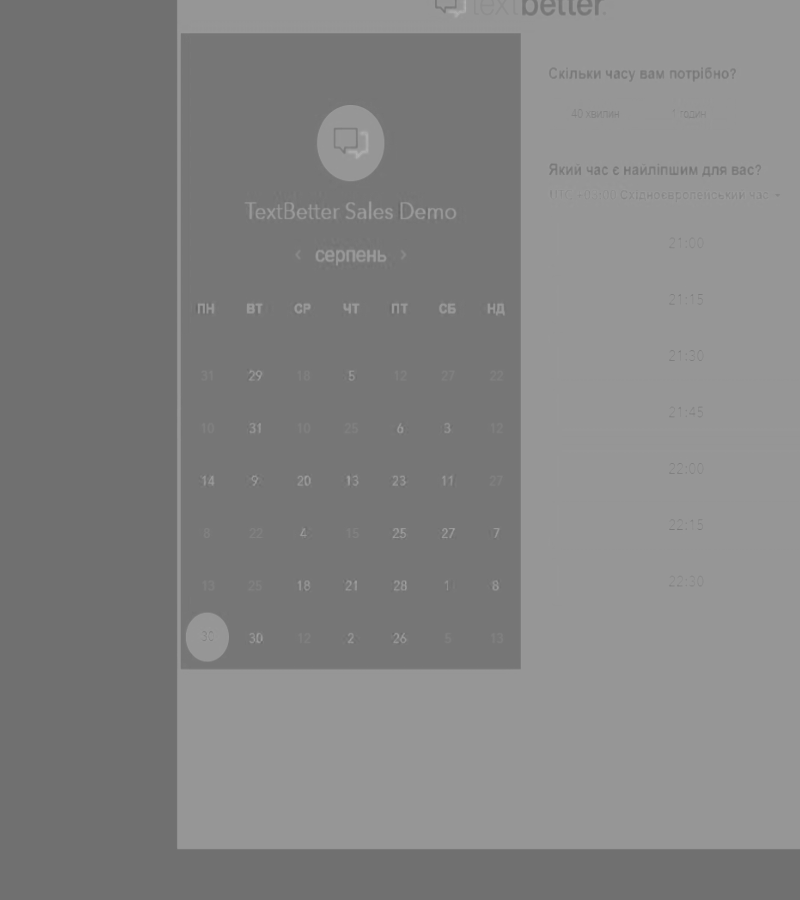 textbetter
TextBetter Sales Demo
‹ серпень ›
ПН ВТ СР ЧТ ПТ СБ НД
31 29 18 5 12 27 22
10 31 10 25 6 3 12
14 9 20 13 23 11 27
8 22 4 15 25 27 7
13 25 18 21 28 1 8
30 30 12 2 26 5 13
Скільки часу вам потрібно?
40 хвилин 1 годин
Який час є найліпшим для вас?
Східноєвропейський час
21:00
21:15
21:30
21:45
22:00
22:15
22:30